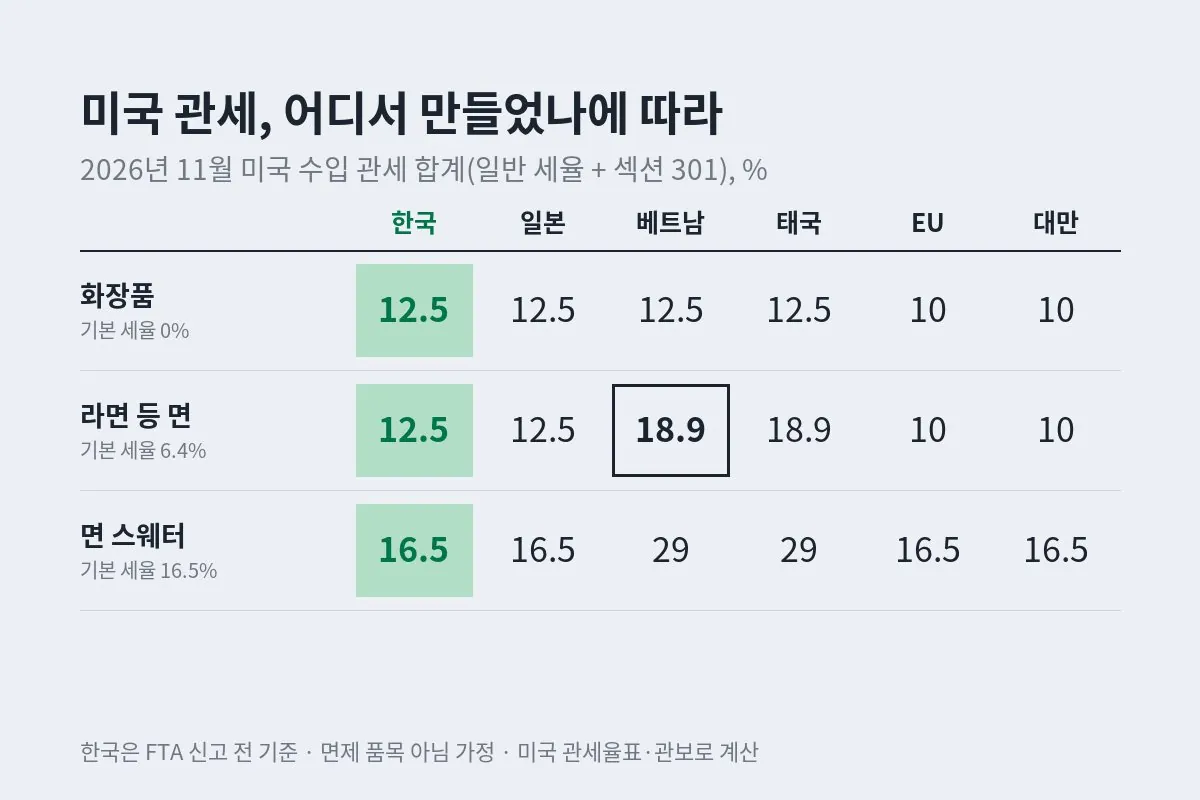 미국 관세, 어디서 만들었나에 따라
2026년 11월 미국 수입 관세 합계(일반 세율 + 섹션 301), %
한국 일본 베트남 태국 EU 대만
화장품 12.5 12.5 12.5 12.5 10 10
기본 세율 0%
라면 등 면 12.5 12.5 18.9 18.9 10 10
기본 세율 6.4%
면 스웨터 16.5 16.5 29 29 16.5 16.5
기본 세율 16.5%
한국은 FTA 신고 전 기준 · 면제 품목 아님 가정 · 미국 관세율표·관보로 계산